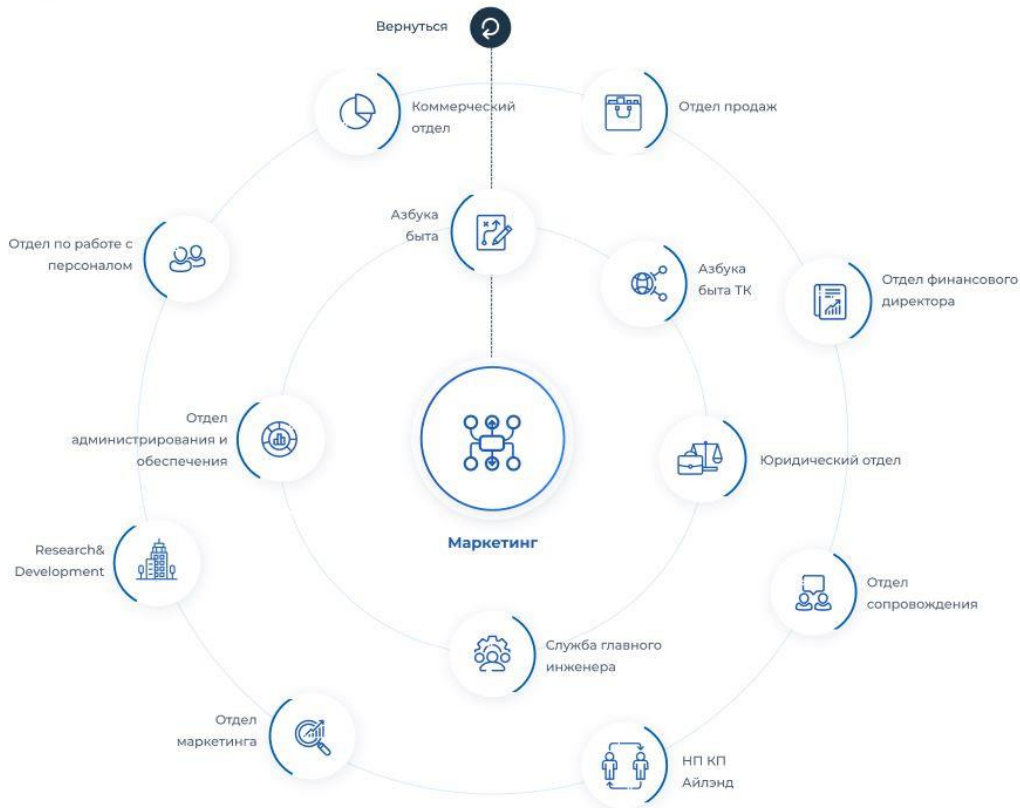 Вернуться
Коммерческий
отдел
Отдел продаж
Азбука
быта
Отдел по работе с
персоналом
Азбука
быта ТК
Отдел финансового
директора
Отдел
администрирования и
обеспечения
Юридический отдел
Маркетинг
Research&
Development
Отдел
сопровождения
Служба главного
инженера
Отдел
маркетинга
НП КП
Айлэнд